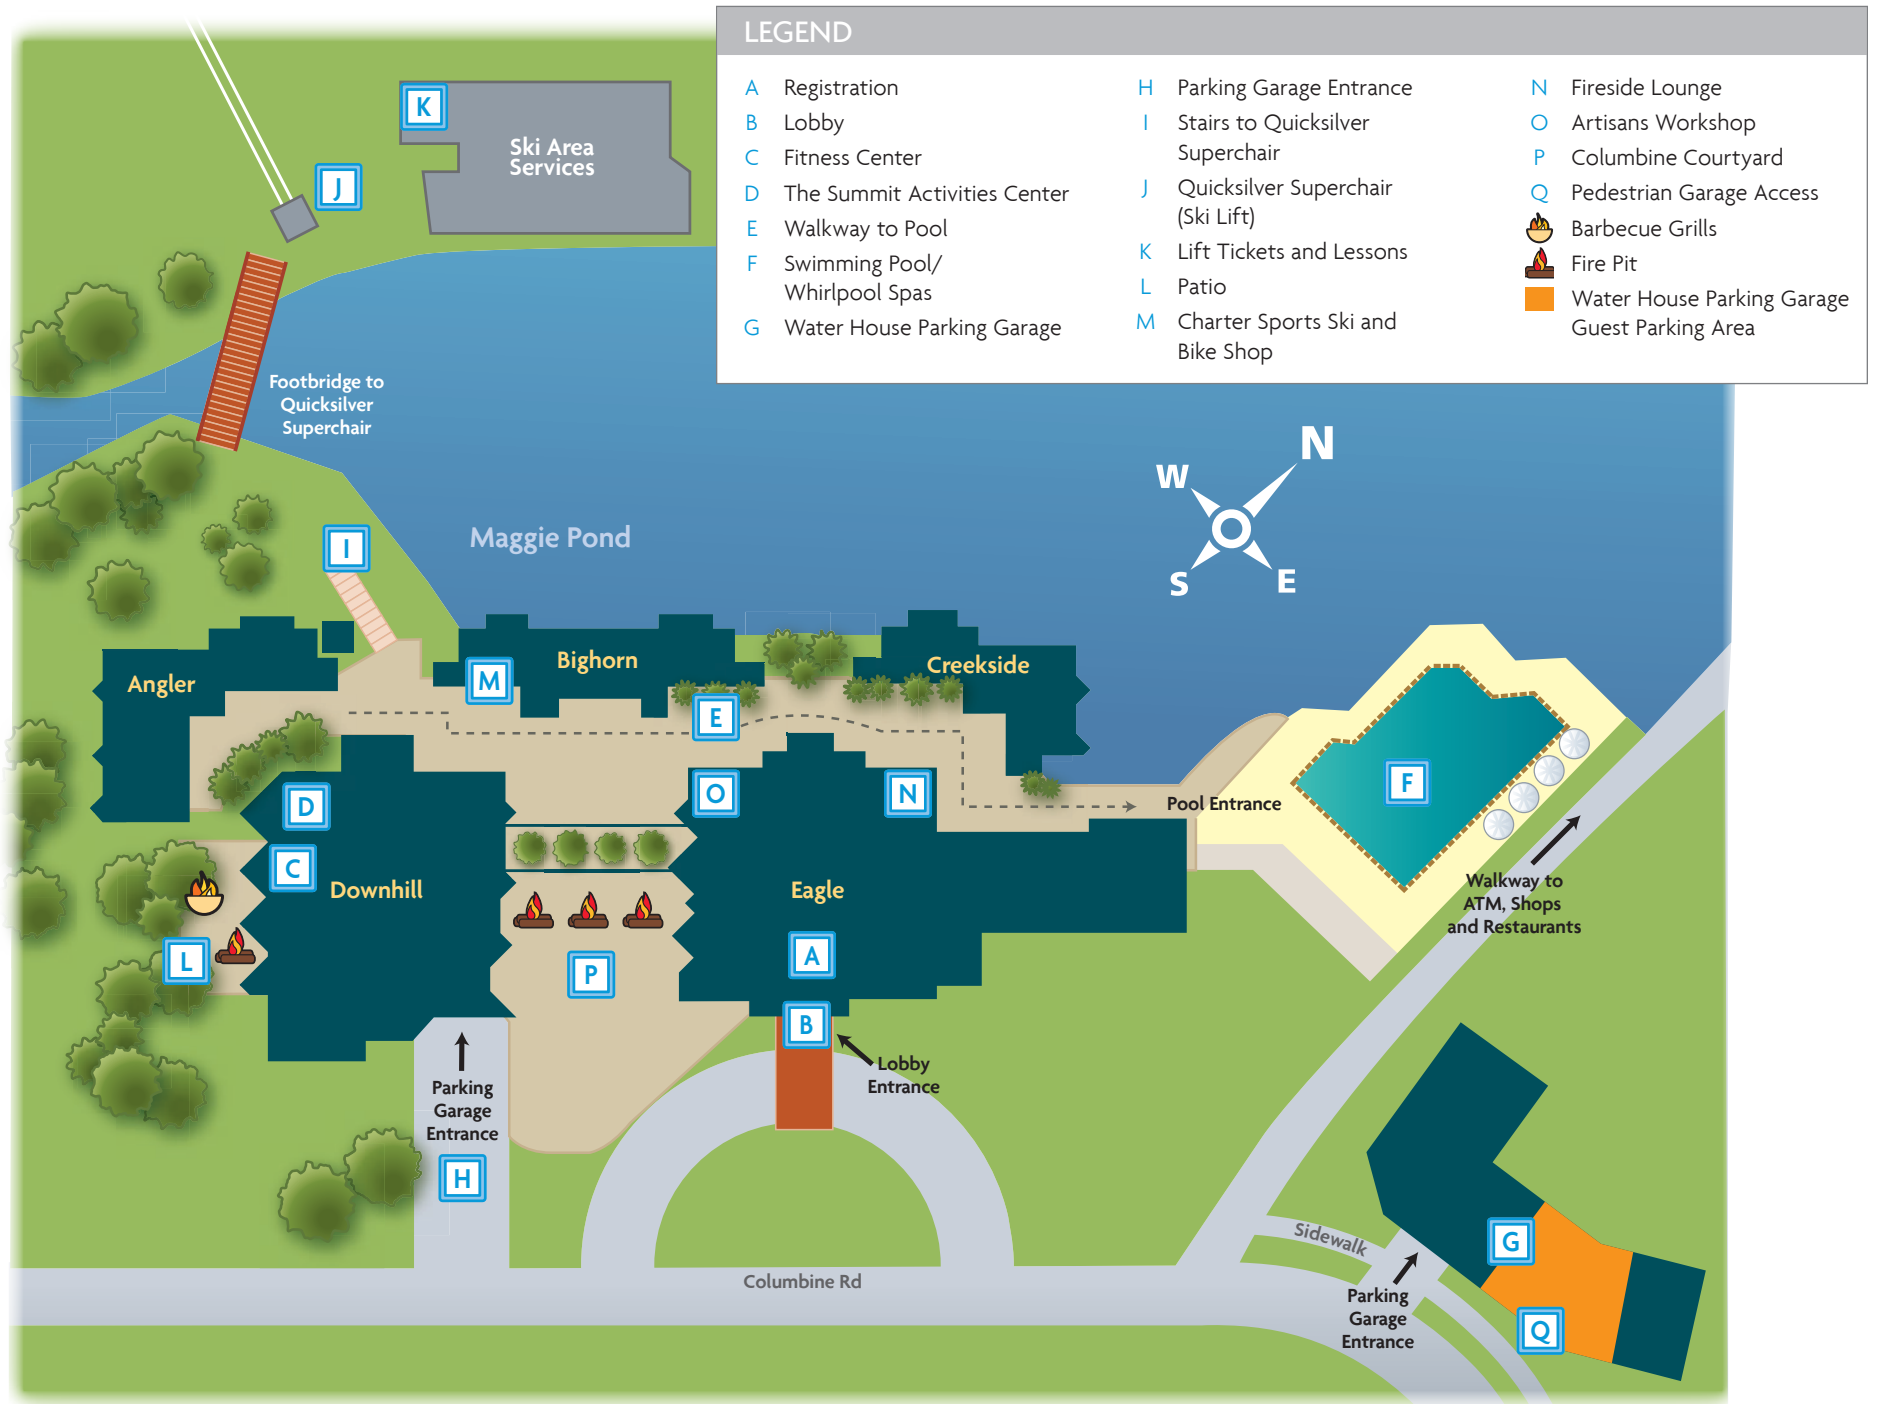 LEGEND
A Registration
B Lobby
C Fitness Center
D The Summit Activities Center
E Walkway to Pool
F Swimming Pool/
Whirlpool Spas
G Water House Parking Garage
H Parking Garage Entrance
I Stairs to Quicksilver
Superchair
J Quicksilver Superchair
(Ski Lift)
K Lift Tickets and Lessons
L Patio
M Charter Sports Ski and
Bike Shop
N Fireside Lounge
O Artisans Workshop
P Columbine Courtyard
Q Pedestrian Garage Access
Barbecue Grills
Fire Pit
Water House Parking Garage
Guest Parking Area
K
Ski Area
Services
J
Footbridge to
Quicksilver
Superchair
N
W
S
E
Maggie Pond
I
Angler
Bighorn
M
Creekside
E
D
O
N
Pool Entrance
F
C
Downhill
Eagle
Walkway to
ATM, Shops
and Restaurants
L
P
A
B
Lobby
Entrance
Parking
Garage
Entrance
H
Sidewalk
G
Columbine Rd
Parking
Garage
Entrance
Q